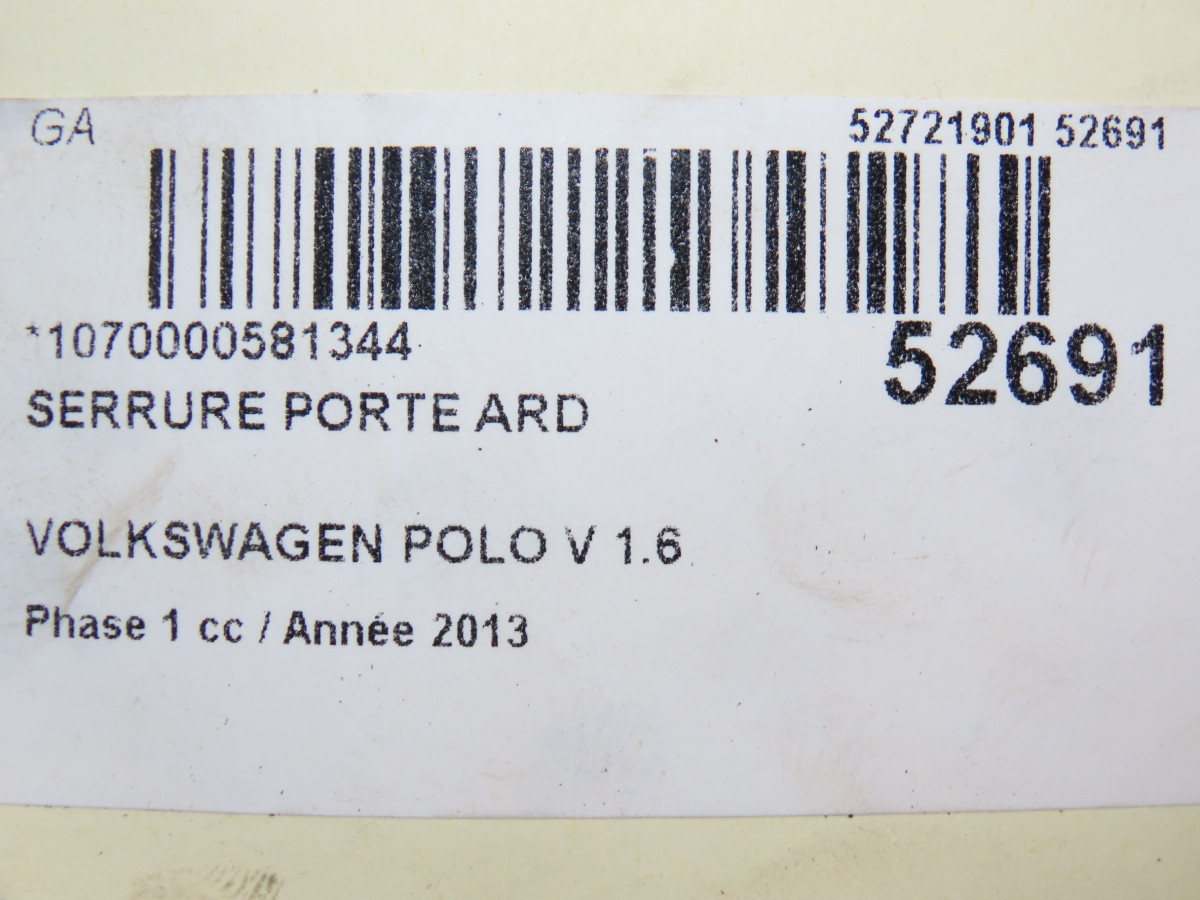 GA
52721901 52691
*1070000581344
52691
SERRURE PORTE ARD
VOLKSWAGEN POLO V 1.6
Phase 1 cc / Année 2013